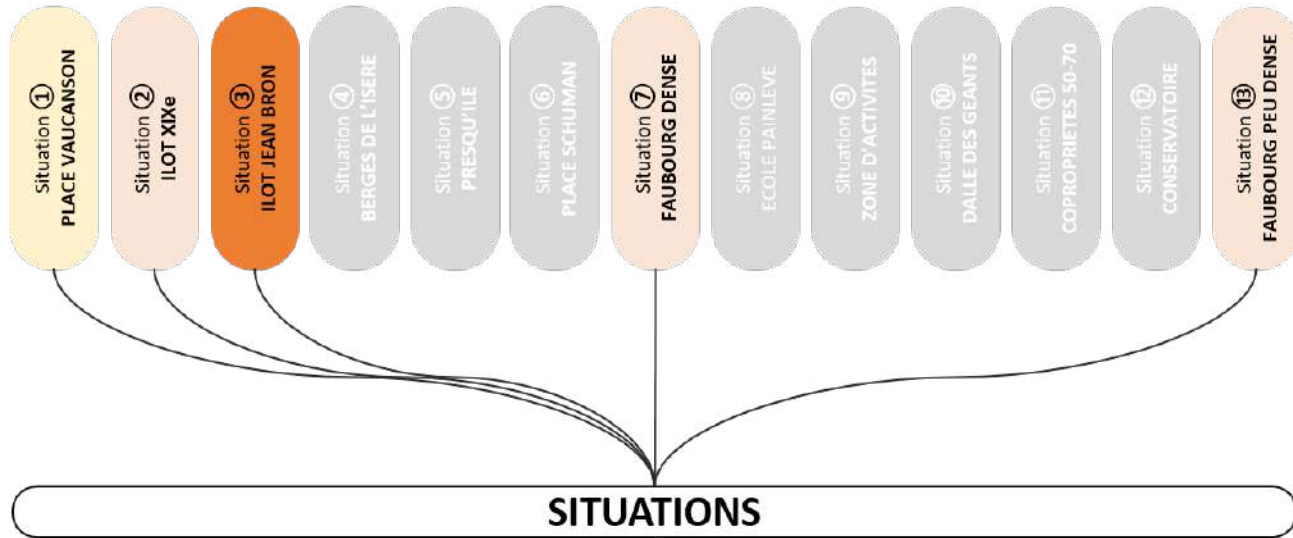 Situation ①
PLACE VAUCANSON
Situation ②
ILOT XIXe
Situation ③
ILOT JEAN BRON
Situation ④
BERGES DE L'ISERE
Situation ⑤
PRESQU'ILE
Situation ⑥
PLACE SCHUMAN
Situation ⑦
FAUBOURG DENSE
Situation ⑧
ECOLE PAINLEVE
Situation ⑨
ZONE D'ACTIVITES
Situation ⑩
DALLE DES GEANTS
Situation ⑪
COPROPRIETES 50-70
Situation ⑫
CONSERVATOIRE
Situation ⑬
FAUBOURG PEU DENSE
SITUATIONS